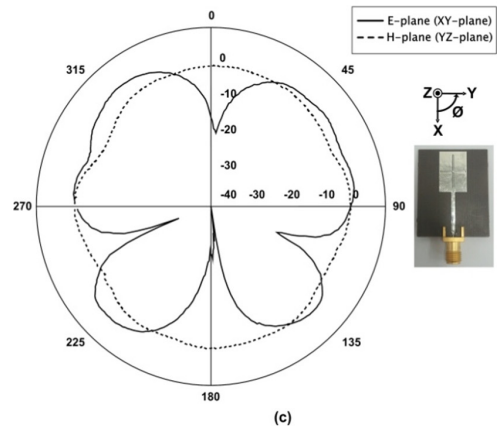 0
E-plane (XY-plane)
H-plane (YZ-plane)
315
45
0
-10
-20
-30
-40 -30 -20 -10 0
270
90
Z Y
X
Ø
225
135
180
(c)